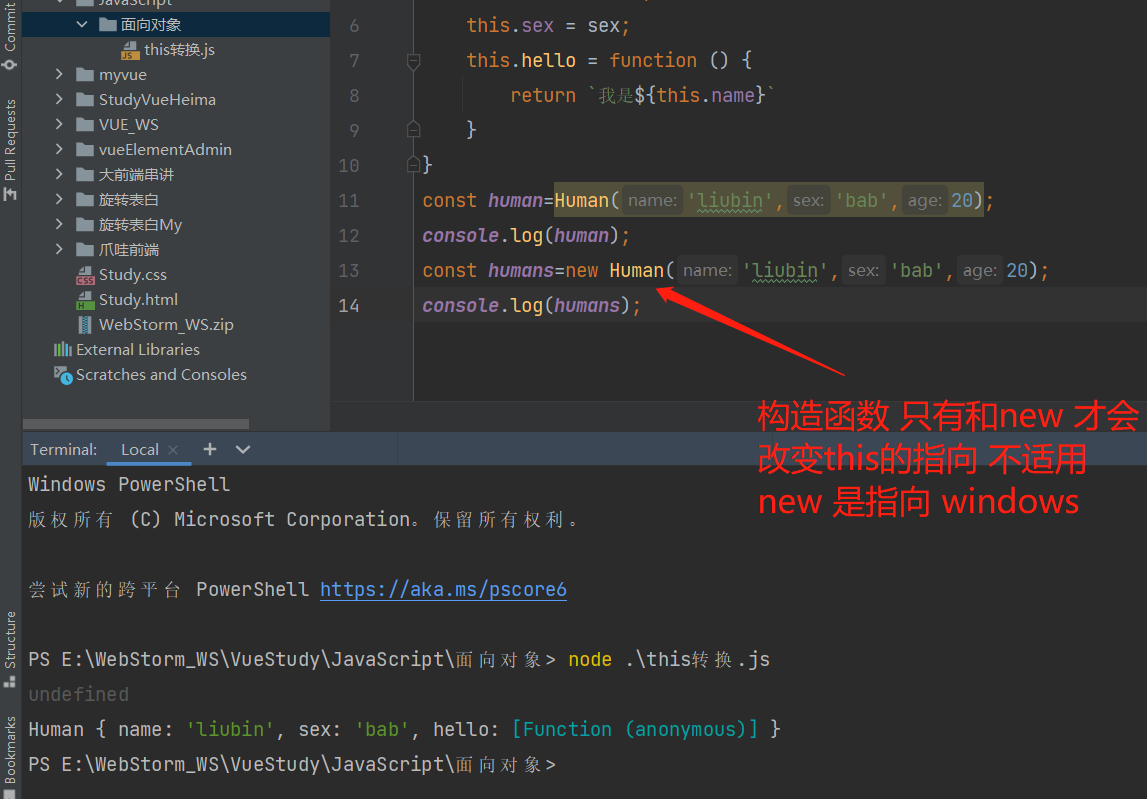 Commit
Pull Requests
Structure
Bookmarks
JavaScript
面向对象
this转换.js
myvue
StudyVueHeima
VUE_WS
vueElementAdmin
大前端串讲
旋转表白
旋转表白My
爪哇前端
Study.css
Study.html
WebStorm_WS.zip
External Libraries
Scratches and Consoles
6 this.sex = sex;
7 this.hello = function () {
8 return `我是${this.name}`
9 }
10 }
11 const human=Human( name: 'liubin', sex: 'bab', age: 20);
12 console.log(human);
13 const humans=new Human( name: 'liubin', sex: 'bab', age: 20);
14 console.log(humans);
构造函数 只有和new 才会
改变this的指向 不适用
new 是指向 windows
Terminal: Local × +
Windows PowerShell
版权所有 (C) Microsoft Corporation。保留所有权利。
尝试新的跨平台 PowerShell https://aka.ms/pscore6
PS E:\WebStorm_WS\VueStudy\JavaScript\面向对象> node .\this转换.js
undefined
Human { name: 'liubin', sex: 'bab', hello: [Function (anonymous)] }
PS E:\WebStorm_WS\VueStudy\JavaScript\面向对象>